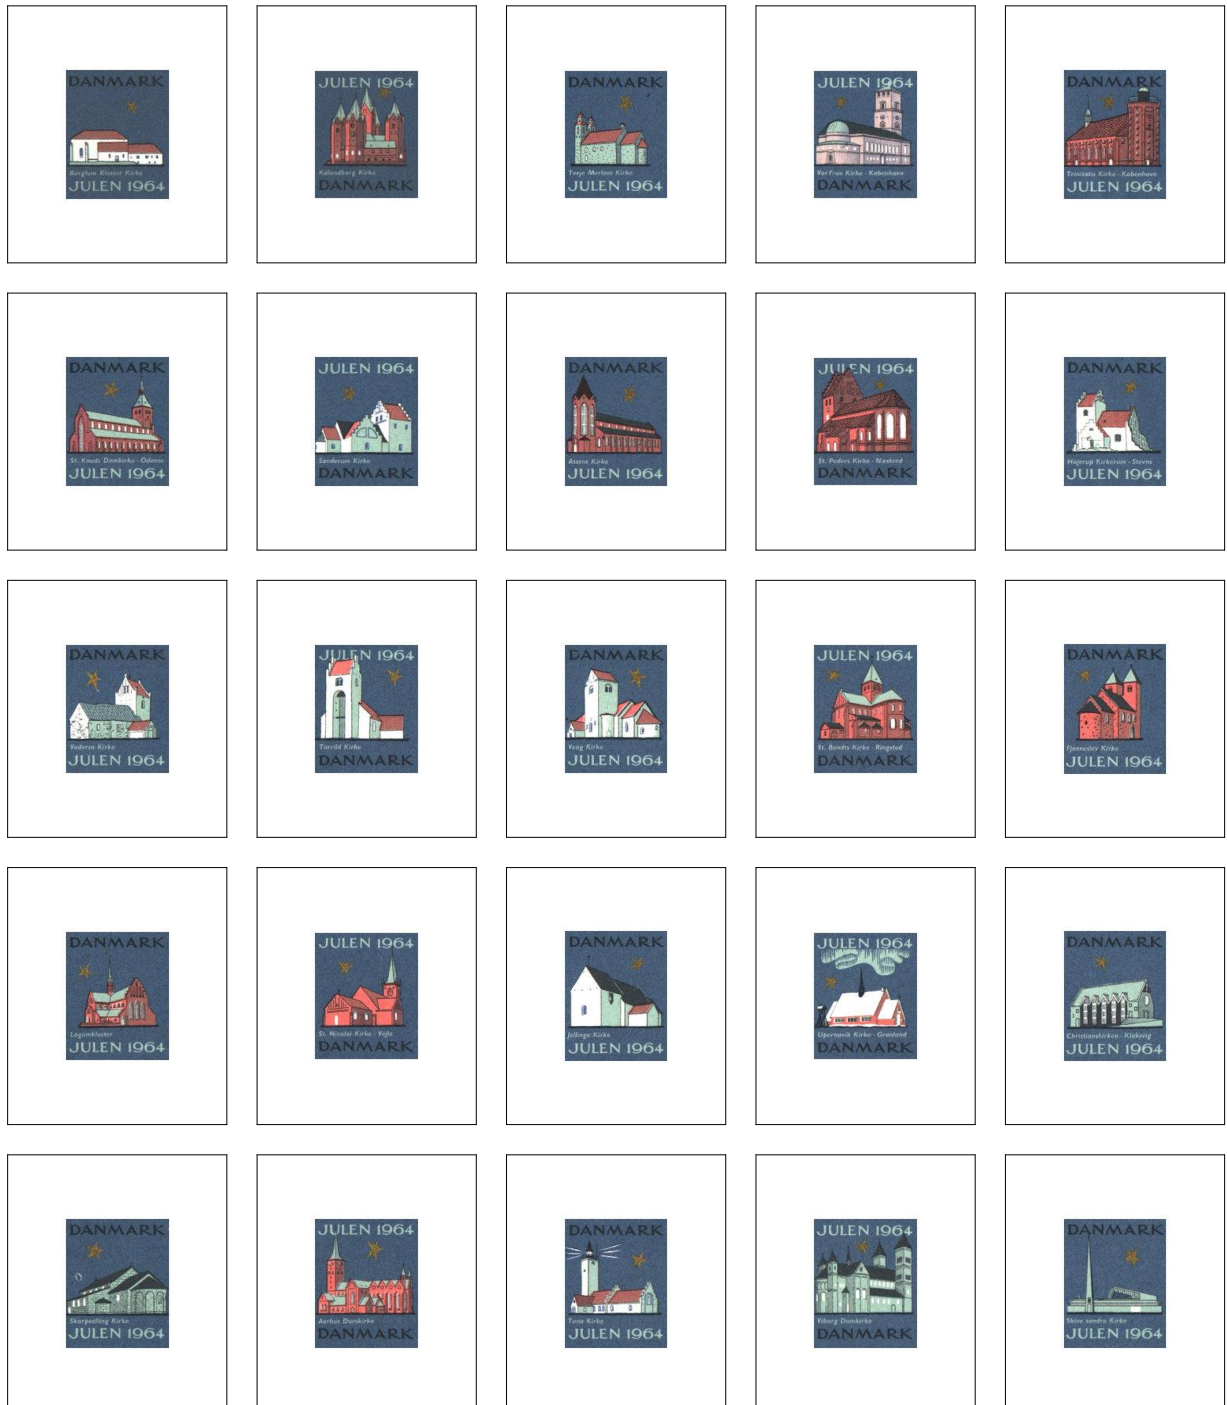 DANMARK
Børglum Kloster Kirke
JULEN 1964
JULEN 1964
Kalundborg Kirke
DANMARK
DANMARK
Tveje Merløse Kirke
JULEN 1964
JULEN 1964
Vor Frue Kirke - København
DANMARK
DANMARK
Trinitatis Kirke - København
JULEN 1964
DANMARK
St. Knuds Domkirke - Odense
JULEN 1964
JULEN 1964
Sanderum Kirke
DANMARK
DANMARK
Assens Kirke
JULEN 1964
JULEN 1964
St. Peders Kirke - Næstved
DANMARK
DANMARK
Højerup Kirkeruin - Stevns
JULEN 1964
DANMARK
Vedersø Kirke
JULEN 1964
JULEN 1964
Torrild Kirke
DANMARK
DANMARK
Veng Kirke
JULEN 1964
JULEN 1964
St. Bendts Kirke - Ringsted
DANMARK
DANMARK
Fjenneslev Kirke
JULEN 1964
DANMARK
Løgumkloster
JULEN 1964
JULEN 1964
St. Nicolai Kirke - Vejle
DANMARK
DANMARK
Jellinge Kirke
JULEN 1964
JULEN 1964
Upernavik Kirke - Grønland
DANMARK
DANMARK
Christianskirken - Klaksvig
JULEN 1964
DANMARK
Skarpsalling Kirke
JULEN 1964
JULEN 1964
Aarhus Domkirke
DANMARK
DANMARK
Tunø Kirke
JULEN 1964
JULEN 1964
Viborg Domkirke
DANMARK
DANMARK
Skive søndre Kirke
JULEN 1964